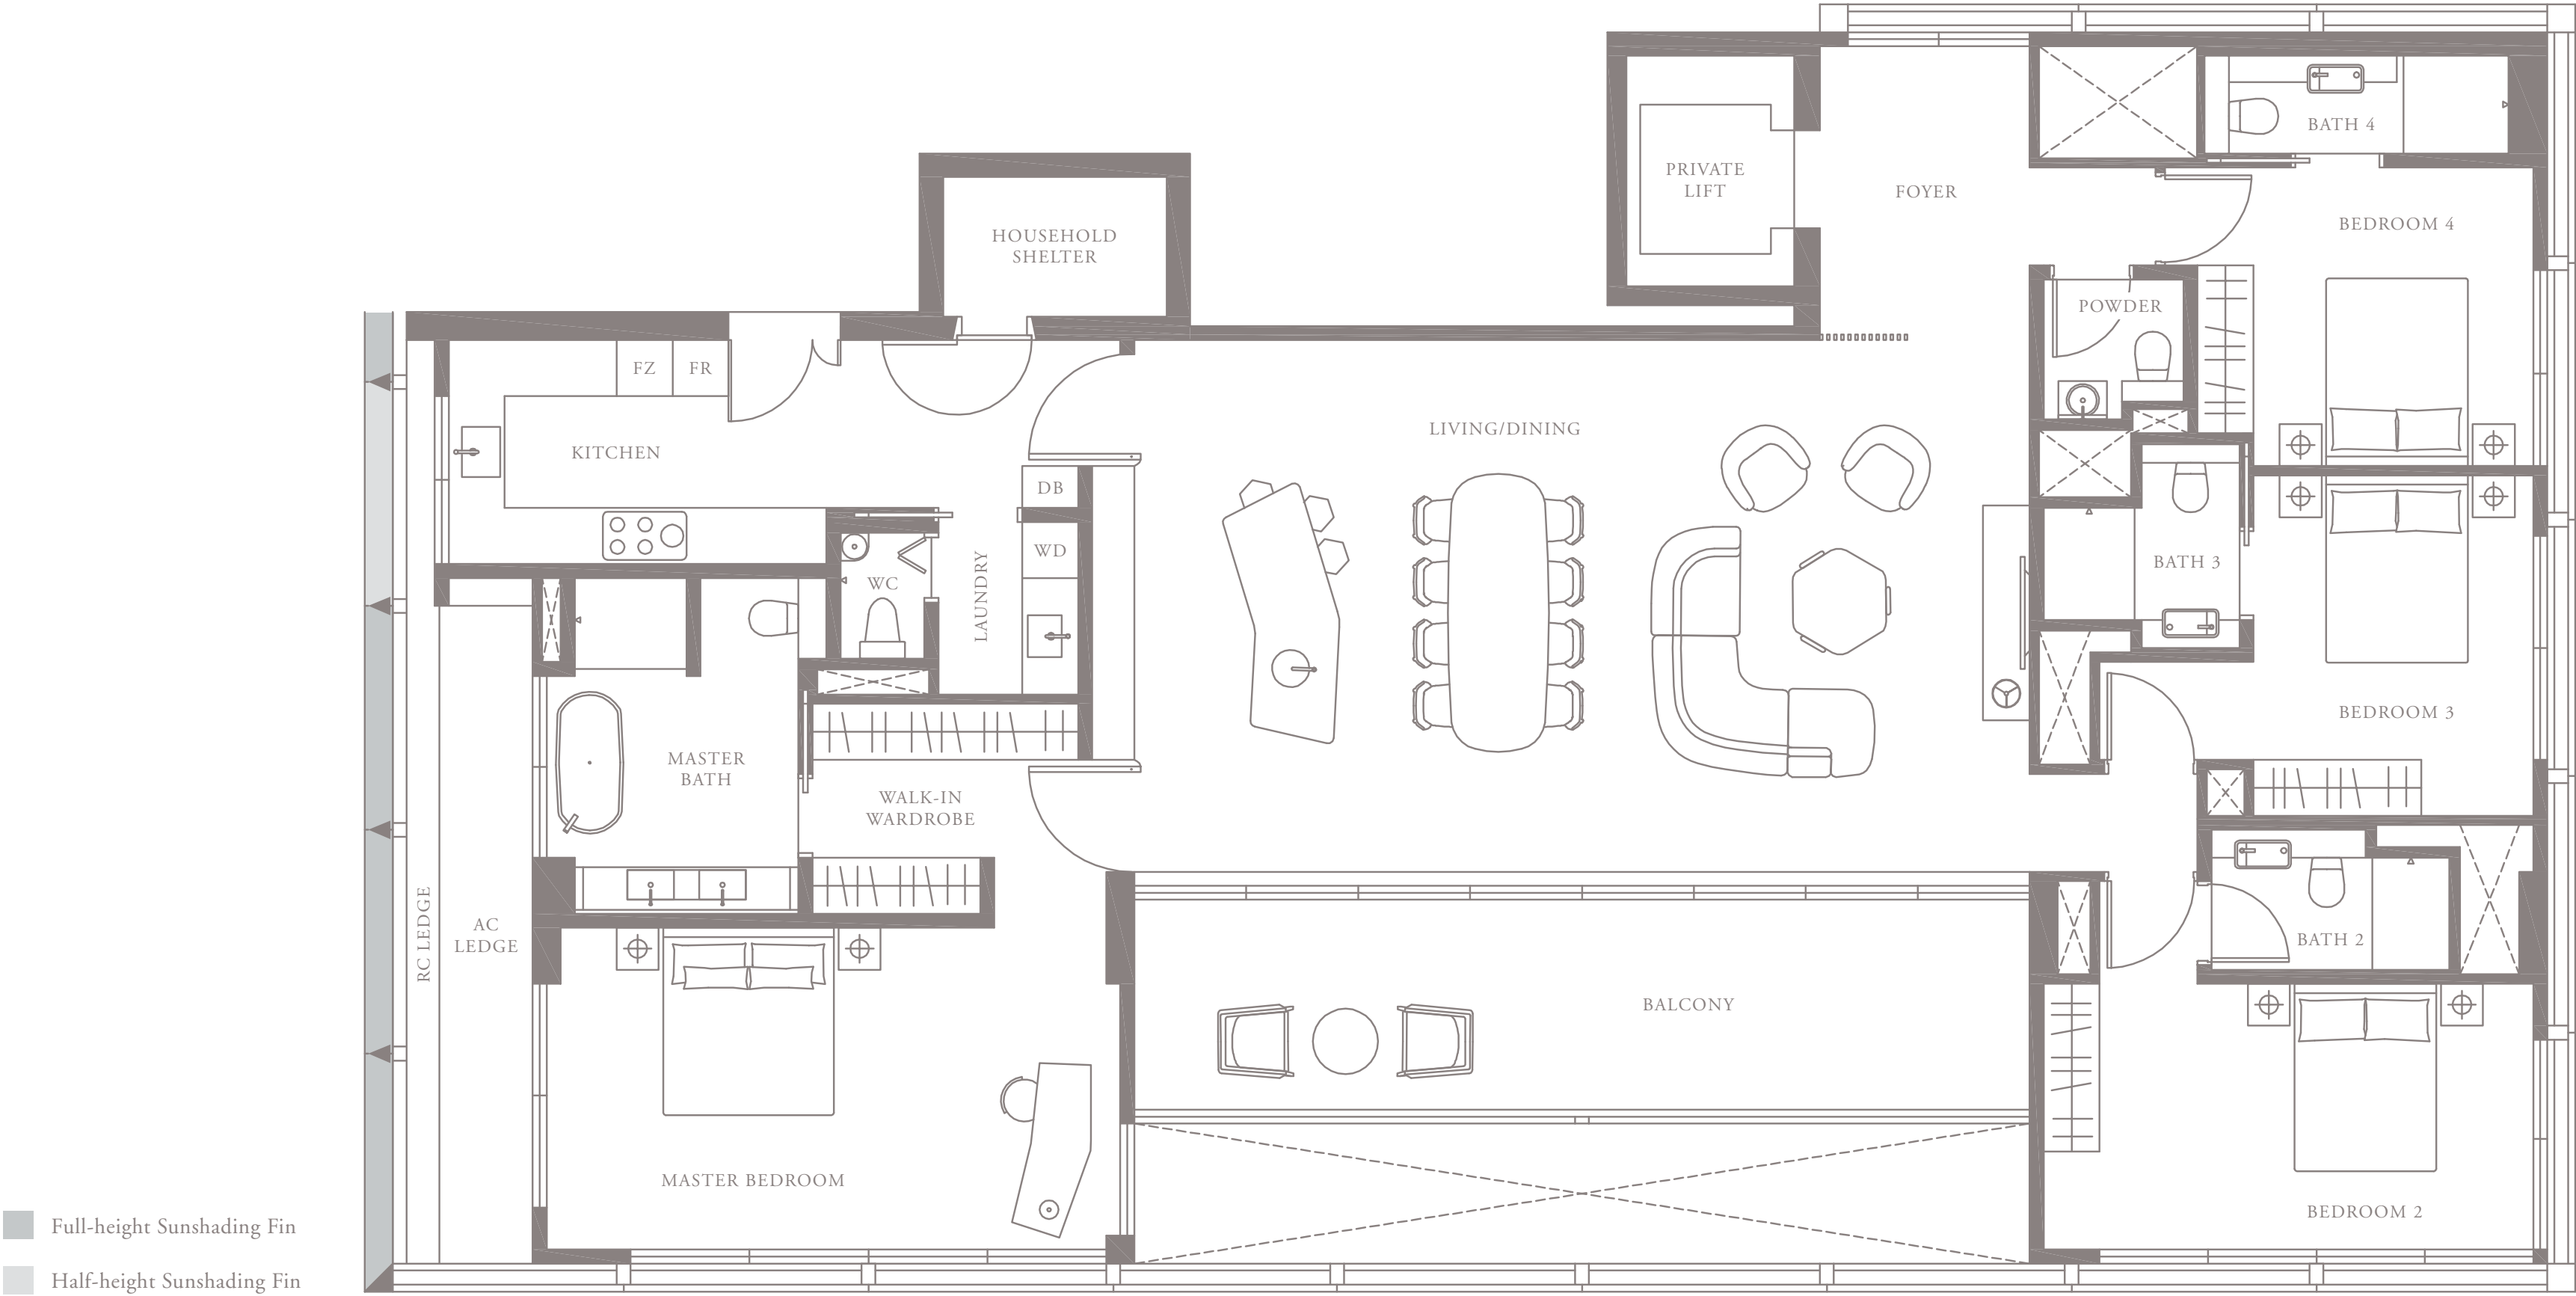 BATH 4
PRIVATE
LIFT
FOYER
BEDROOM 4
HOUSEHOLD
SHELTER
POWDER
FZ
FR
LIVING/DINING
KITCHEN
DB
WD
BATH 3
WC
LAUNDRY
BEDROOM 3
MASTER
BATH
WALK-IN
WARDROBE
RC LEDGE
AC
LEDGE
BATH 2
BALCONY
MASTER BEDROOM
BEDROOM 2
Full-height Sunshading Fin
Half-height Sunshading Fin